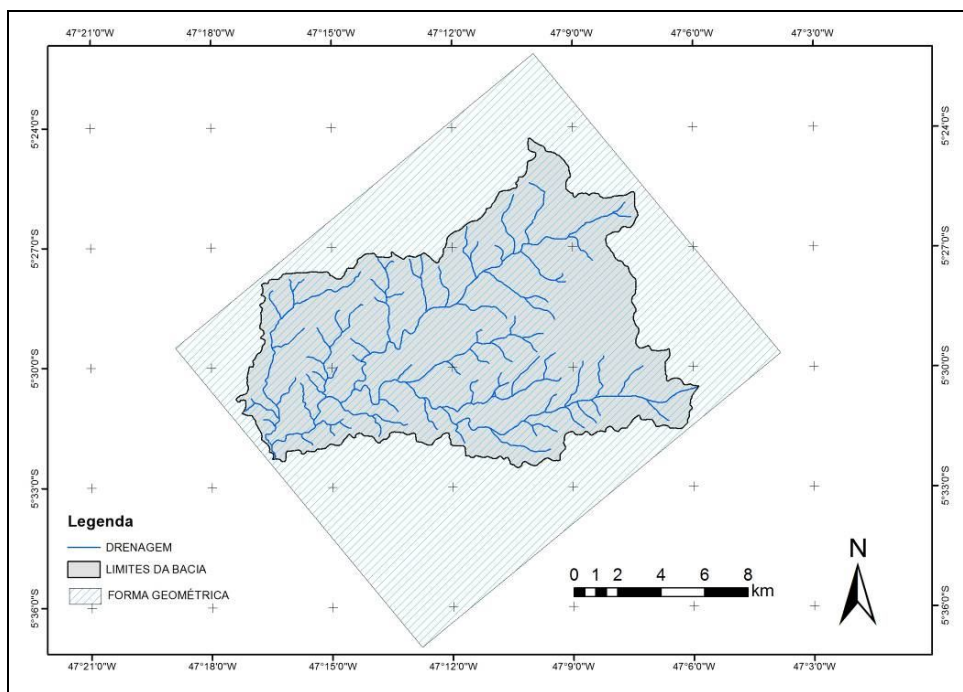 47°21'0"W 47°18'0"W 47°15'0"W 47°12'0"W 47°9'0"W 47°6'0"W 47°3'0"W
5°24'0"S 5°24'0"S
5°27'0"S 5°27'0"S
5°30'0"S 5°30'0"S
5°33'0"S 5°33'0"S
Legenda
DRENAGEM
LIMITES DA BACIA
FORMA GEOMÉTRICA
0 1 2 4 6 8
km
N
5°36'0"S 5°36'0"S
47°21'0"W 47°18'0"W 47°15'0"W 47°12'0"W 47°9'0"W 47°6'0"W 47°3'0"W